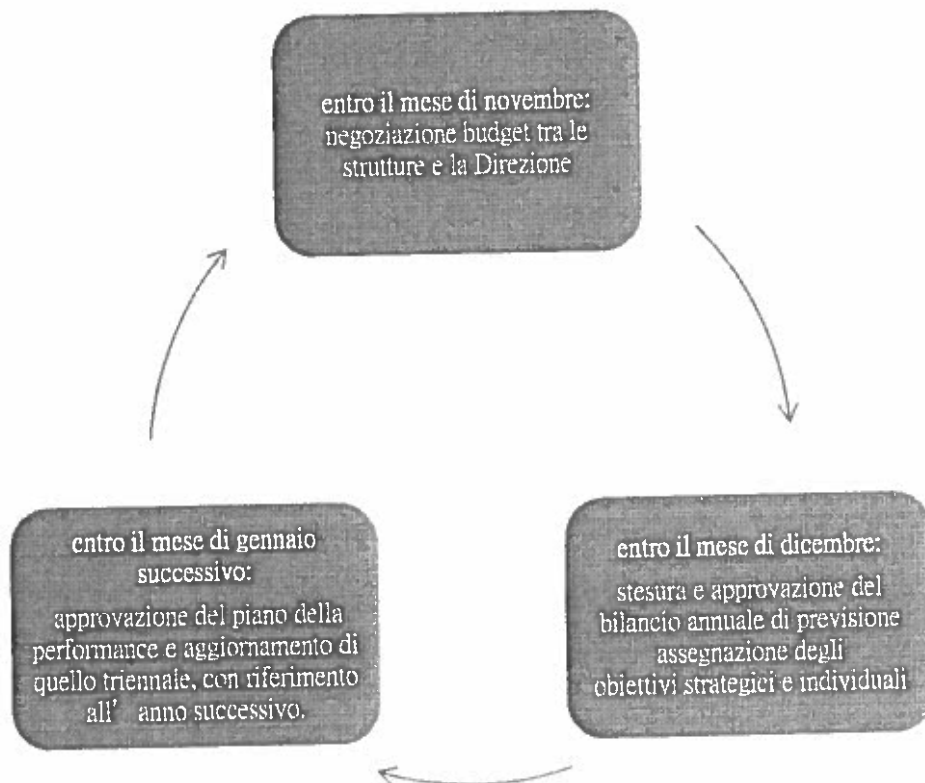 entro il mese di novembre:
negoziazione budget tra le
strutture e la Direzione
entro il mese di dicembre:
stesura e approvazione del
bilancio annuale di previsione
assegnazione degli
obiettivi strategici e individuali
entro il mese di gennaio
successivo:
approvazione del piano della
performance e aggiornamento di
quello triennale, con riferimento
all' anno successivo.